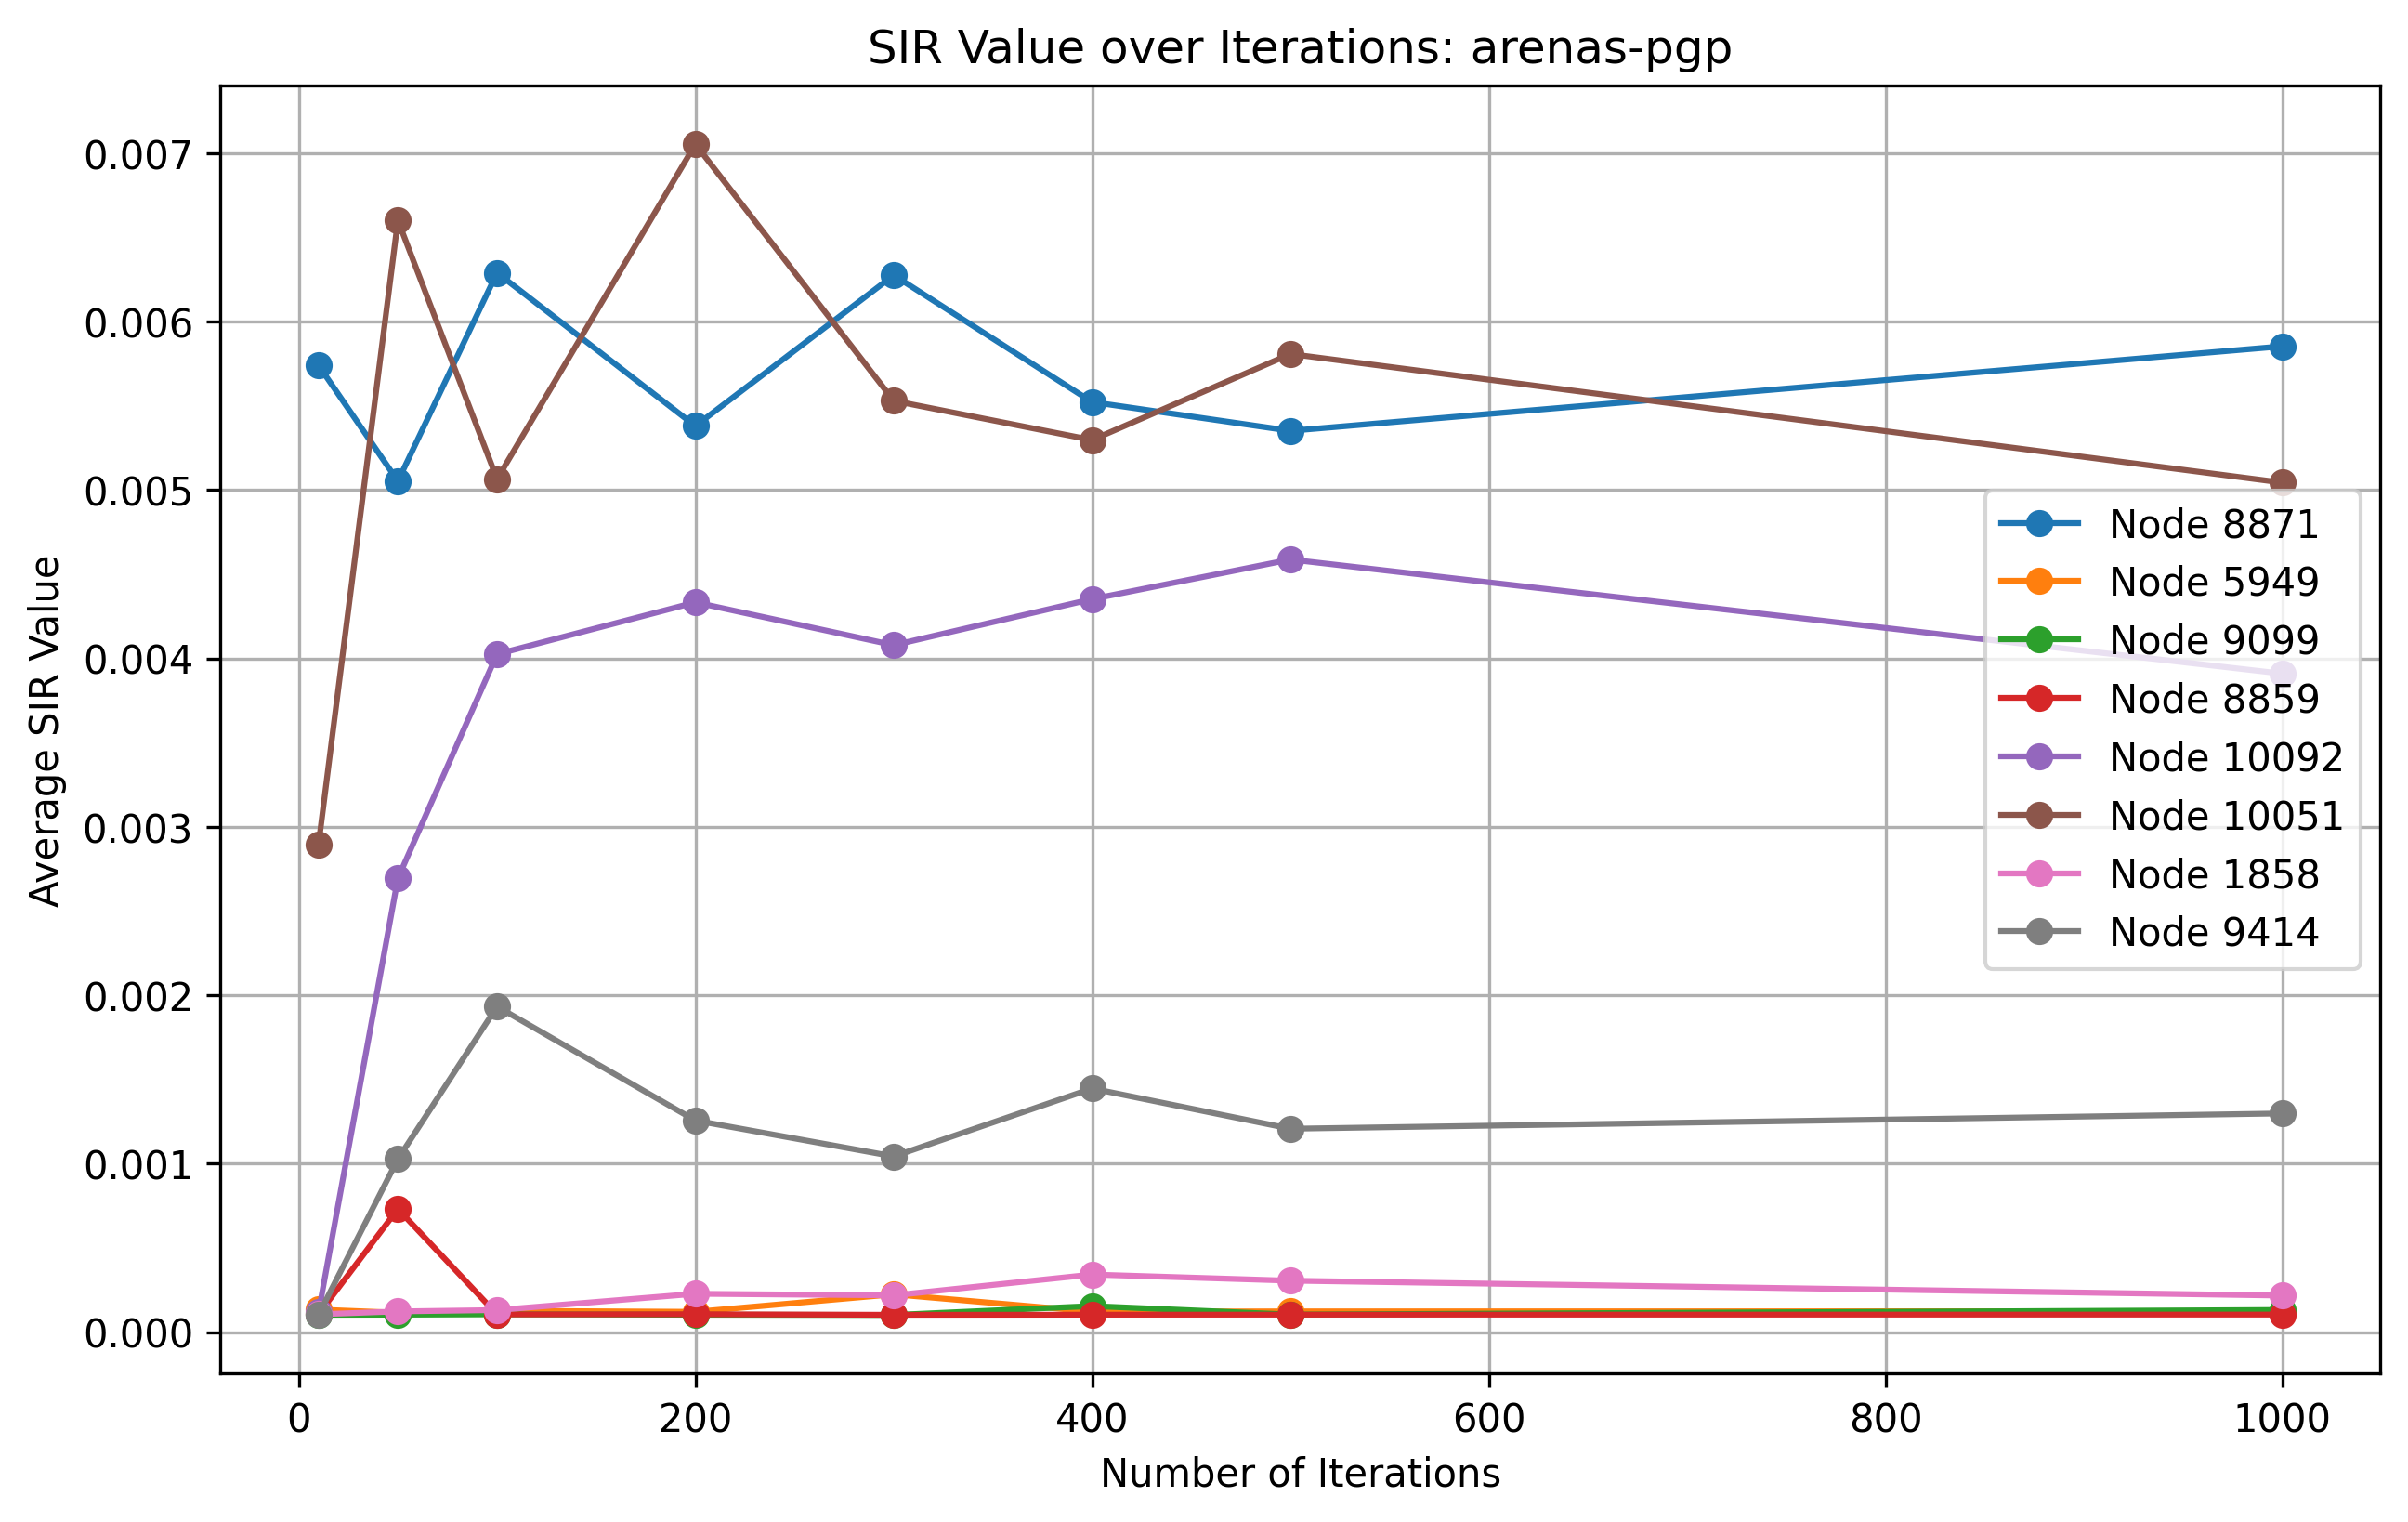 SIR Value over Iterations: arenas-pgp
0.007
0.006
0.005
0.004
0.003
0.002
0.001
0.000
Average SIR Value
Node 8871
Node 5949
Node 9099
Node 8859
Node 10092
Node 10051
Node 1858
Node 9414
0 200 400 600 800 1000
Number of Iterations